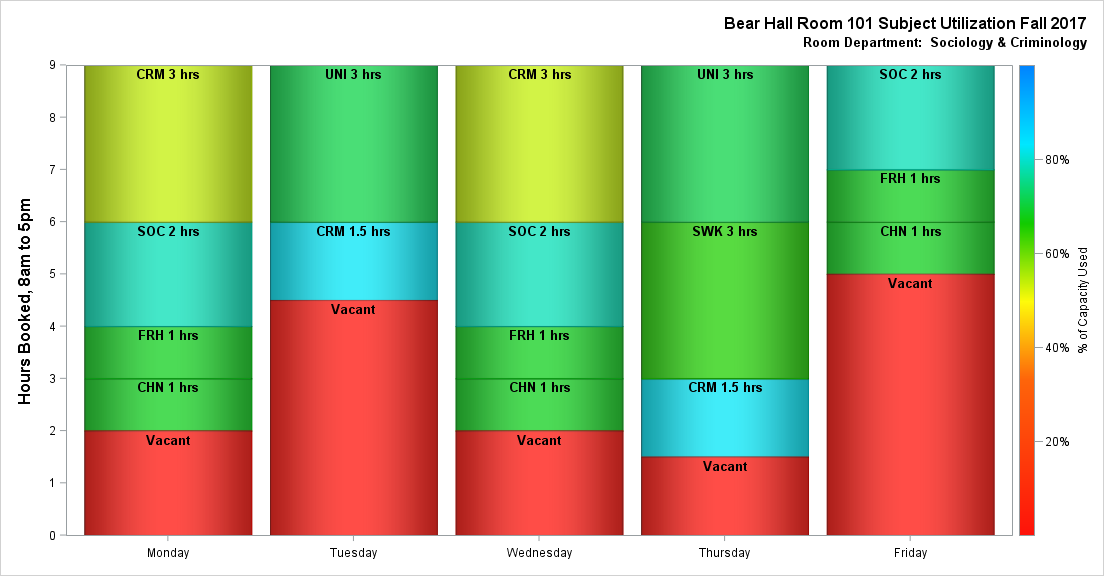 Bear Hall Room 101 Subject Utilization Fall 2017
Room Department:  Sociology & Criminology
Hours Booked, 8am to 5pm
9
8
7
6
5
4
3
2
1
0
CRM 3 hrs
SOC 2 hrs
FRH 1 hrs
CHN 1 hrs
Vacant
Monday
UNI 3 hrs
CRM 1.5 hrs
Vacant
Tuesday
CRM 3 hrs
SOC 2 hrs
FRH 1 hrs
CHN 1 hrs
Vacant
Wednesday
UNI 3 hrs
SWK 3 hrs
CRM 1.5 hrs
Vacant
Thursday
SOC 2 hrs
FRH 1 hrs
CHN 1 hrs
Vacant
Friday
80%
60%
40%
20%
% of Capacity Used